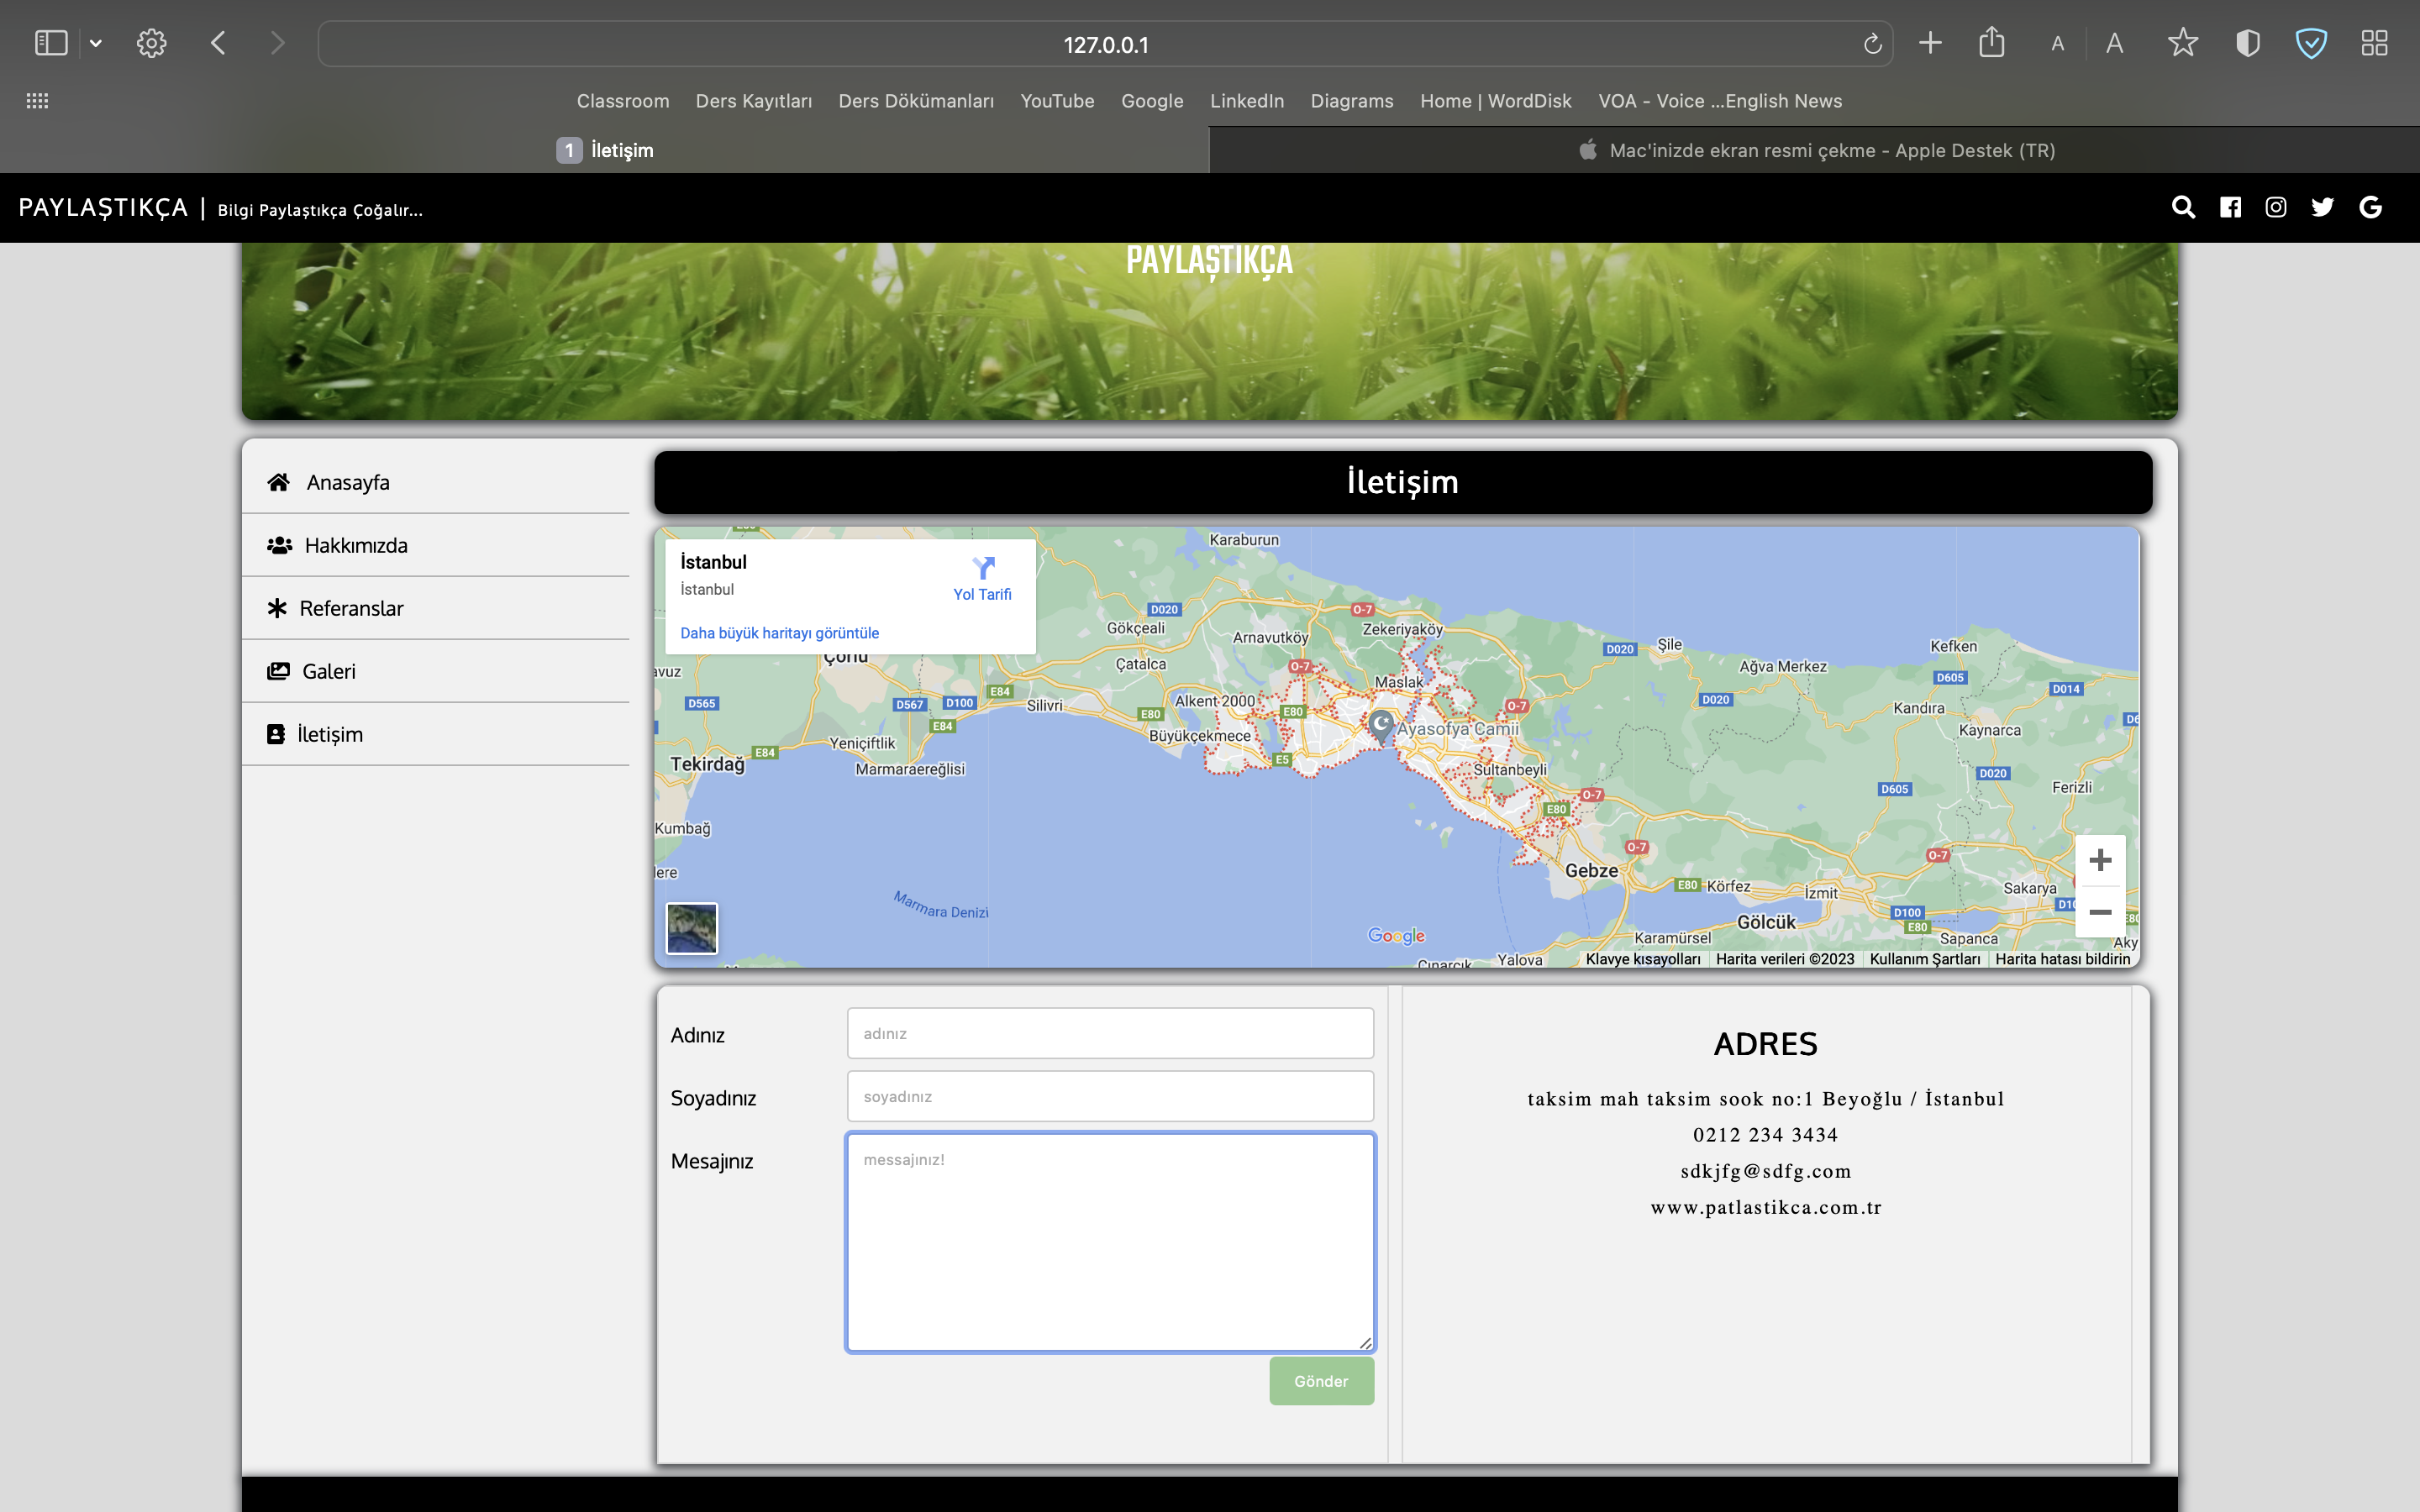 127.0.0.1
A A
Classroom Ders Kayıtları Ders Dökümanları YouTube Google LinkedIn Diagrams Home | WordDisk VOA - Voice ...English News
1 İletişim
Mac'inizde ekran resmi çekme - Apple Destek (TR)
PAYLAŞTIKÇA | Bilgi Paylaştıkça Çoğalır...
PAYLAŞTIKÇA
Anasayfa
Hakkımızda
Referanslar
Galeri
İletişim
İletişim
İstanbul
İstanbul
Yol Tarifi
Daha büyük haritayı görüntüle
Karaburun
D020
O-7
Gökçeali
Arnavutköy
Zekeriyaköy
D020
Şile
Kefken
Çorlu
avuz
Çatalca
O-7
Ağva Merkez
Maslak
D605
D014
D565
D567
D100
E84
Silivri
Alkent 2000
E80
E80
O-7
D020
Kandıra
D6
E84
Büyükçekmece
Ayasofya Camii
Kaynarca
Yeniçiftlik
E84
Tekirdağ
Marmaraereğlisi
E5
Sultanbeyli
D020
O-7
D605
Ferizli
E80
Kumbağ
O-7
O-7
lere
Gebze
E80
Körfez
İzmit
Sakarya
Marmara Denizi
D100
D10
Gölcük
E80
E80
Google
Karamürsel
Sapanca
Aky
Çınarcık
Yalova
Klavye kısayolları Harita verileri ©2023 Kullanım Şartları Harita hatası bildirin
Adınız
adınız
Soyadınız
soyadınız
Mesajınız
messajınız!
Gönder
ADRES
taksim mah taksim sook no:1 Beyoğlu / İstanbul
0212 234 3434
sdkjfg@sdfg.com
www.patlastikca.com.tr